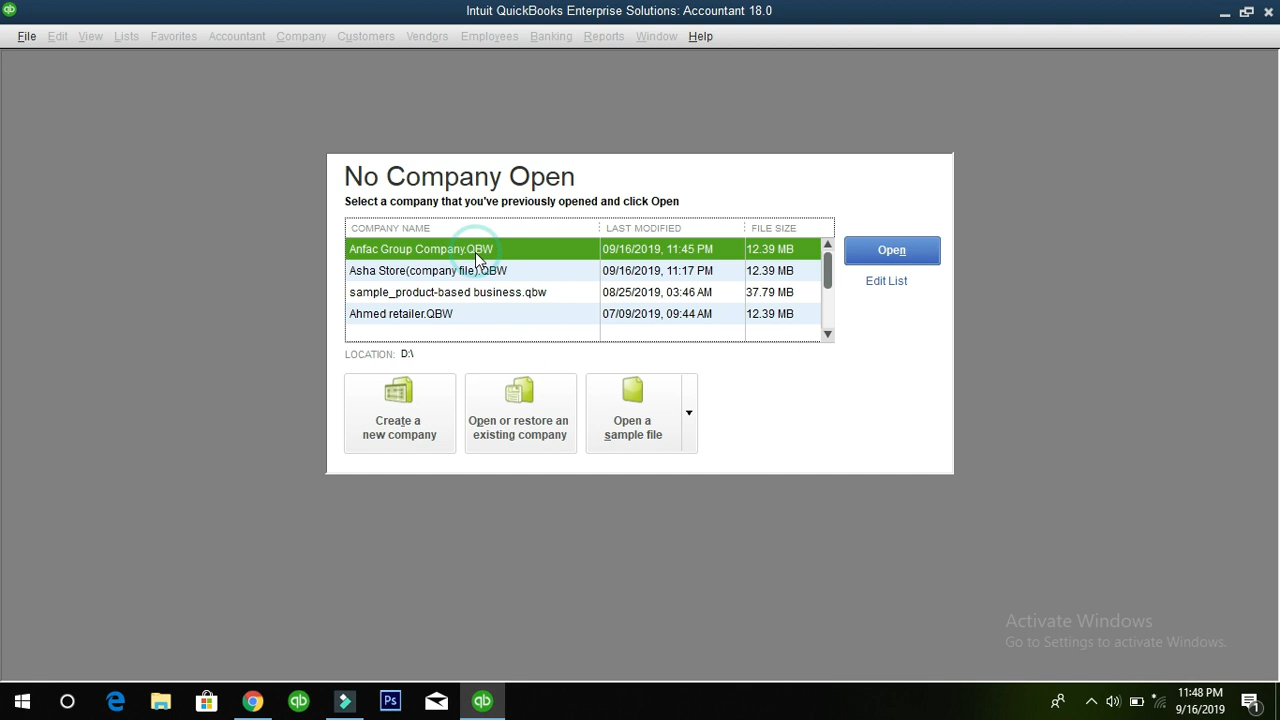 Intuit QuickBooks Enterprise Solutions: Accountant 18.0
File Edit View Lists Favorites Accountant Company Customers Vendors Employees Banking Reports Window Help
No Company Open
Select a company that you've previously opened and click Open
COMPANY NAME LAST MODIFIED FILE SIZE
Anfac Group Company.QBW 09/16/2019, 11:45 PM 12.39 MB
Asha Store(company file).QBW 09/16/2019, 11:17 PM 12.39 MB
sample_product-based business.qbw 08/25/2019, 03:46 AM 37.79 MB
Ahmed retailer.QBW 07/09/2019, 09:44 AM 12.39 MB
Open
Edit List
LOCATION: D:\
Create a
new company
Open or restore an
existing company
Open a
sample file
Activate Windows
Go to Settings to activate Windows.
qb
Ps
qb
11:48 PM
9/16/2019
1